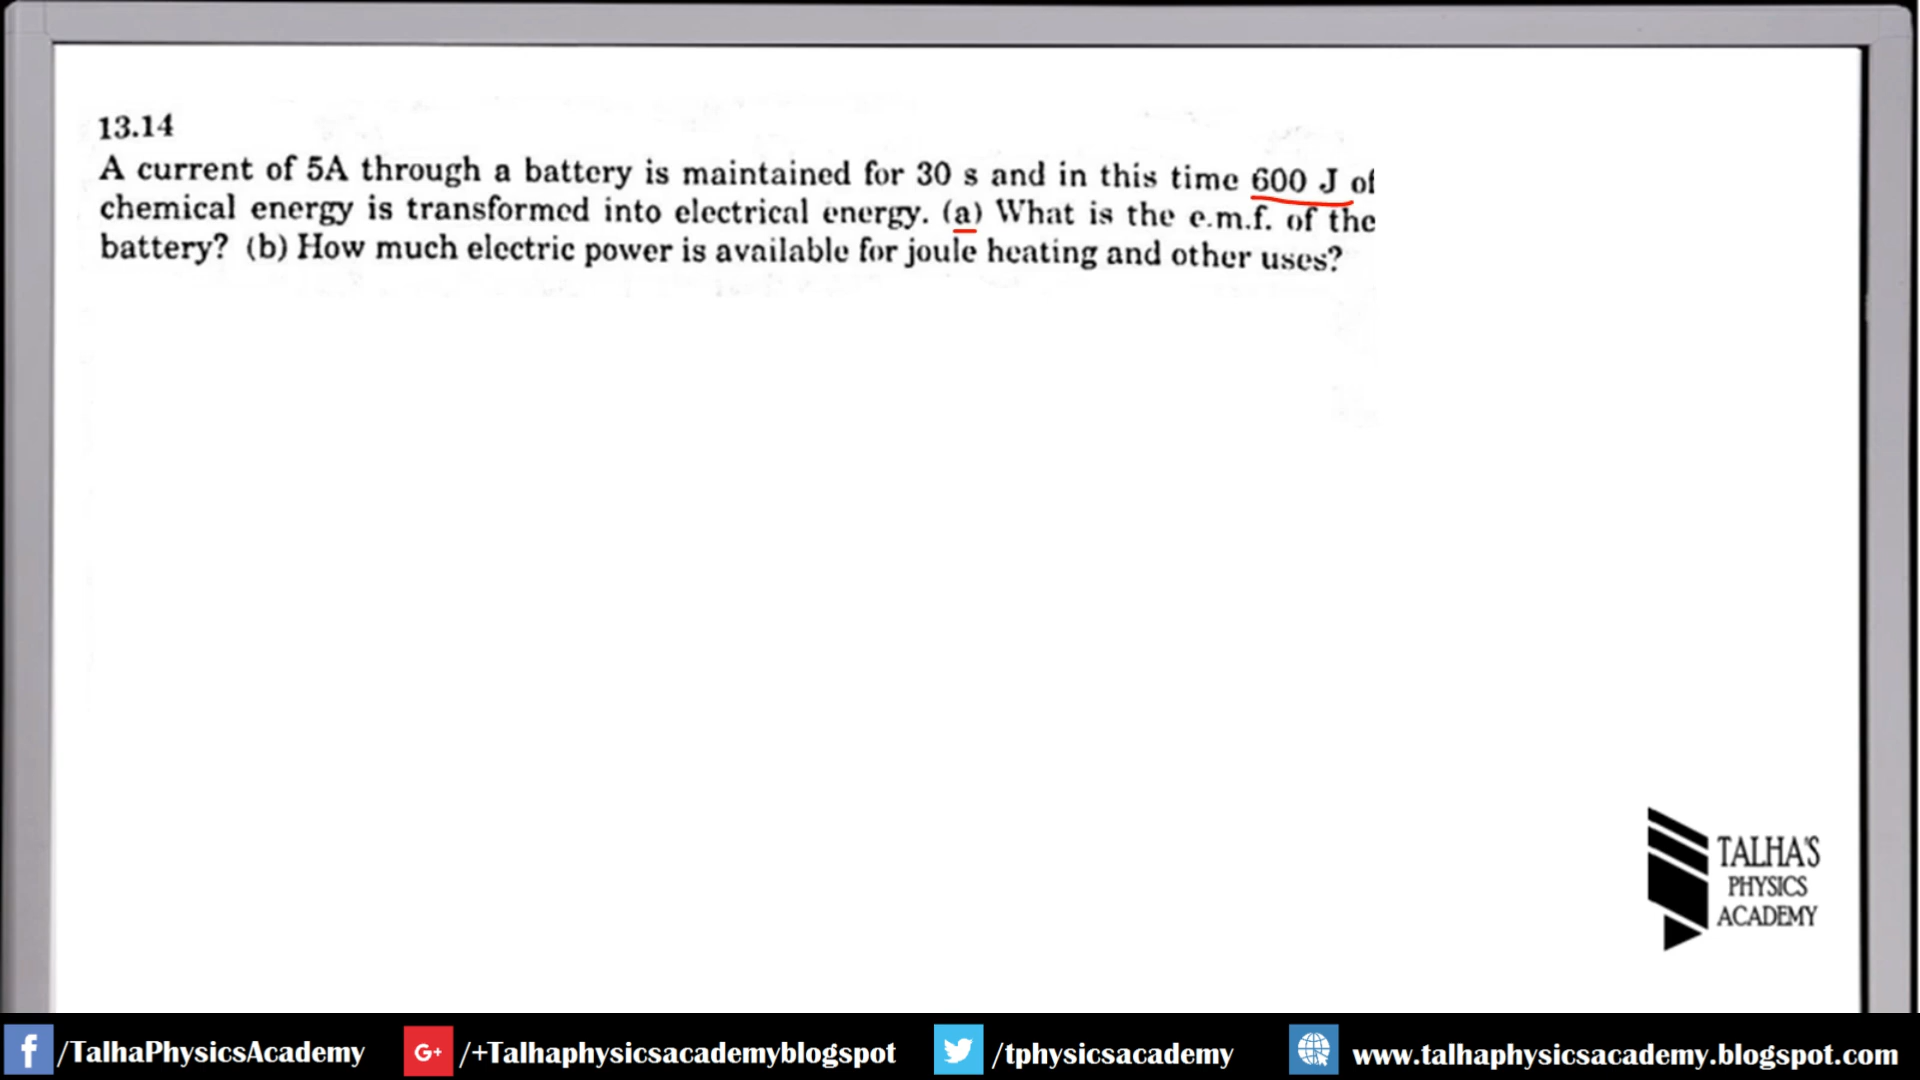 13.14
A current of 5A through a battery is maintained for 30 s and in this time 600 J of
chemical energy is transformed into electrical energy. (a) What is the e.m.f. of the
battery? (b) How much electric power is available for joule heating and other uses?
TALHA'S
PHYSICS
ACADEMY
f /TalhaPhysicsAcademy G+ /+Talhaphysicsacademyblogspot /tphysicsacademy www.talhaphysicsacademy.blogspot.com